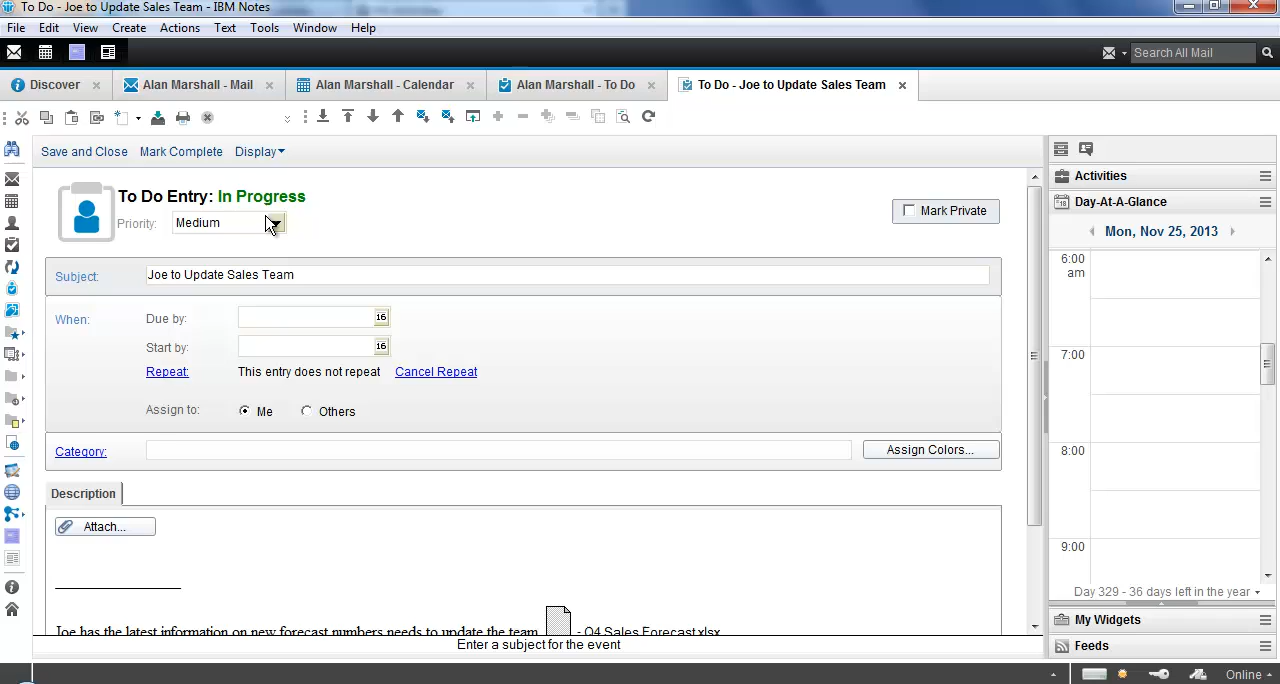 To Do - Joe to Update Sales Team - IBM Notes
File Edit View Create Actions Text Tools Window Help
Search All Mail
Discover
Alan Marshall - Mail
Alan Marshall - Calendar
Alan Marshall - To Do
To Do - Joe to Update Sales Team
Save and Close Mark Complete Display
To Do Entry: In Progress
Priority: Medium
Mark Private
Subject: Joe to Update Sales Team
When: Due by: 16
Start by: 16
Repeat: This entry does not repeat Cancel Repeat
Assign to: Me Others
Category: Assign Colors...
Description
Attach...
Joe has the latest information on new forecast numbers needs to update the team - Q4 Sales Forecast.xlsx
Enter a subject for the event
Activities
Day-At-A-Glance
Mon, Nov 25, 2013
6:00
am
7:00
8:00
9:00
Day 329 - 36 days left in the year
My Widgets
Feeds
Online